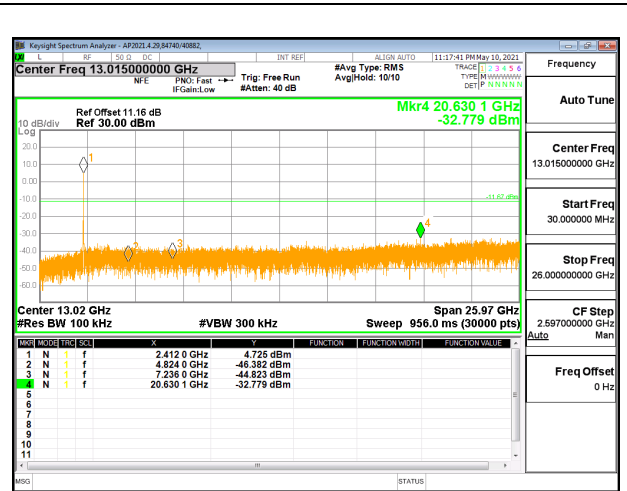 Keysight Spectrum Analyzer - AP2021.4.29,84740/40882,
L RF 50 Ω DC INT REF ALIGN AUTO 11:17:41 PM May 10, 2021
Center Freq 13.015000000 GHz #Avg Type: RMS TRACE 1 2 3 4 5 6
NFE PNO: Fast Trig: Free Run Avg|Hold: 10/10 TYPE M WWWWW
IFGain:Low #Atten: 40 dB DET P N N N N N
Frequency
Auto Tune
Center Freq
13.015000000 GHz
Start Freq
30.000000 MHz
Stop Freq
26.000000000 GHz
CF Step
2.597000000 GHz
Auto Man
Freq Offset
0 Hz
Mkr4 20.630 1 GHz
-32.779 dBm
Ref Offset 11.16 dB
10 dB/div Ref 30.00 dBm
Log
20.0
10.0
0.00
-10.0
-20.0
-30.0
-40.0
-50.0
-60.0
1
2
3
4
-11.67 dBm
Center 13.02 GHz Span 25.97 GHz
#Res BW 100 kHz #VBW 300 kHz Sweep 956.0 ms (30000 pts)
MKR MODE TRC SCL X Y FUNCTION FUNCTION WIDTH FUNCTION VALUE
1 N 1 f 2.412 0 GHz 4.725 dBm
2 N 1 f 4.824 0 GHz -46.382 dBm
3 N 1 f 7.236 0 GHz -44.823 dBm
4 N 1 f 20.630 1 GHz -32.779 dBm
5
6
7
8
9
10
11
MSG STATUS